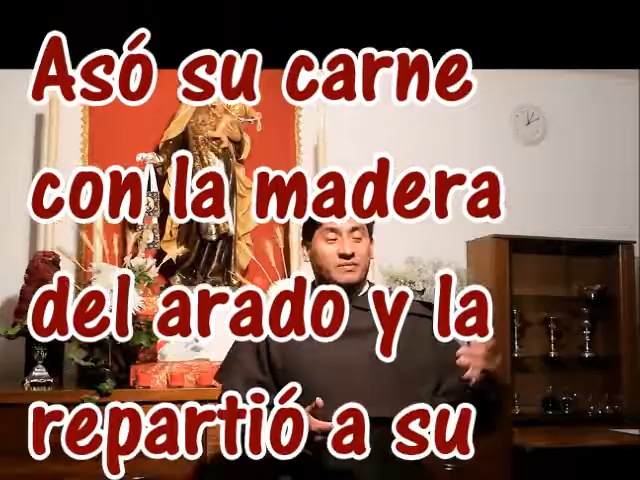 Asó su carne
con la madera
del arado y la
repartió a su